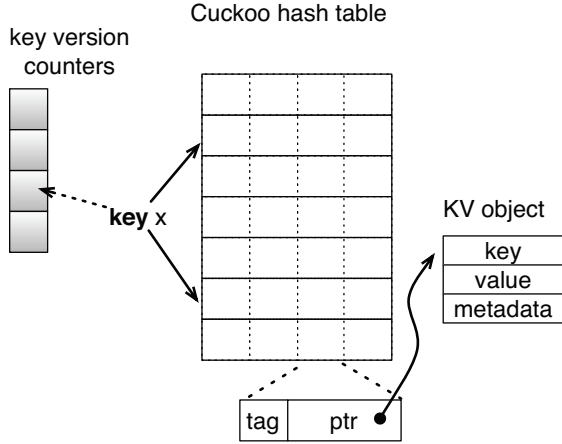 Cuckoo hash table
key version
counters
key x
KV object
key
value
metadata
tag
ptr